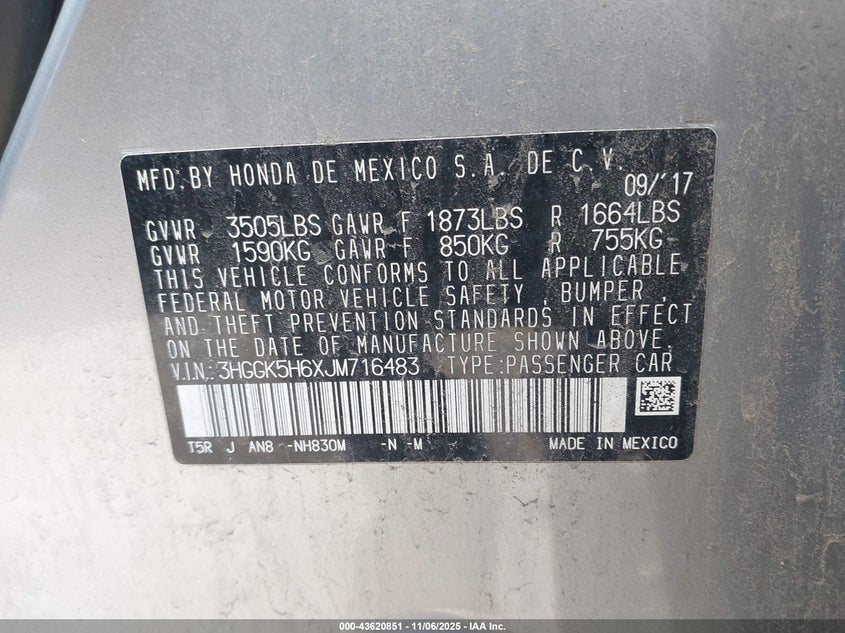 MFD. BY HONDA DE MEXICO S.A. DE C.V.
09/'17
GVWR 3505LBS GAWR F 1873LBS R 1664LBS
GVWR 1590KG GAWR F 850KG R 755KG
THIS VEHICLE CONFORMS TO ALL APPLICABLE
FEDERAL MOTOR VEHICLE SAFETY , BUMPER ,
AND THEFT PREVENTION STANDARDS IN EFFECT
ON THE DATE OF MANUFACTURE SHOWN ABOVE.
V.I.N.: 3HGGK5H6XJM716483 TYPE: PASSENGER CAR
T5R J AN8 -NH830M -N -M MADE IN MEXICO
000-43620851 - 11/06/2025 - IAA Inc.